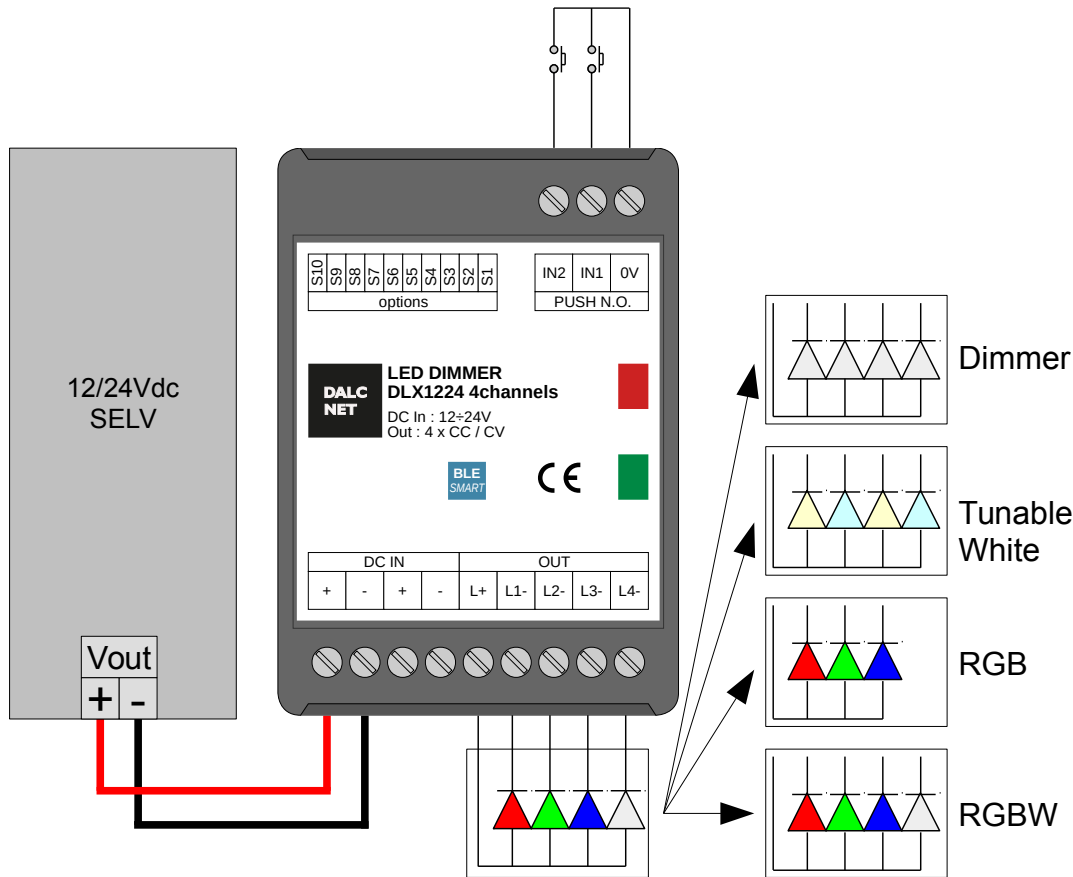 12/24Vdc
SELV
Vout
+ -
S10 S9 S8 S7 S6 S5 S4 S3 S2 S1
options
IN2 IN1 0V
PUSH N.O.
DALC
NET
LED DIMMER
DLX1224 4channels
DC In : 12÷24V
Out : 4 x CC / CV
BLE
SMART
CE
DC IN OUT
+ - + - L+ L1- L2- L3- L4-
Dimmer
Tunable
White
RGB
RGBW